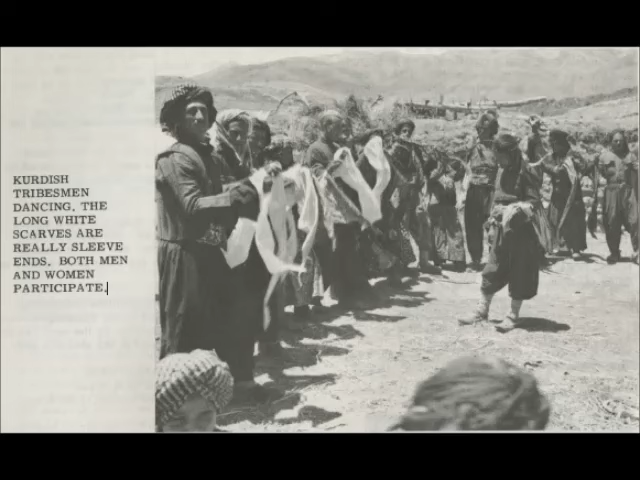 KURDISH
TRIBESMEN
DANCING. THE
LONG WHITE
SCARVES ARE
REALLY SLEEVE
ENDS. BOTH MEN
AND WOMEN
PARTICIPATE.